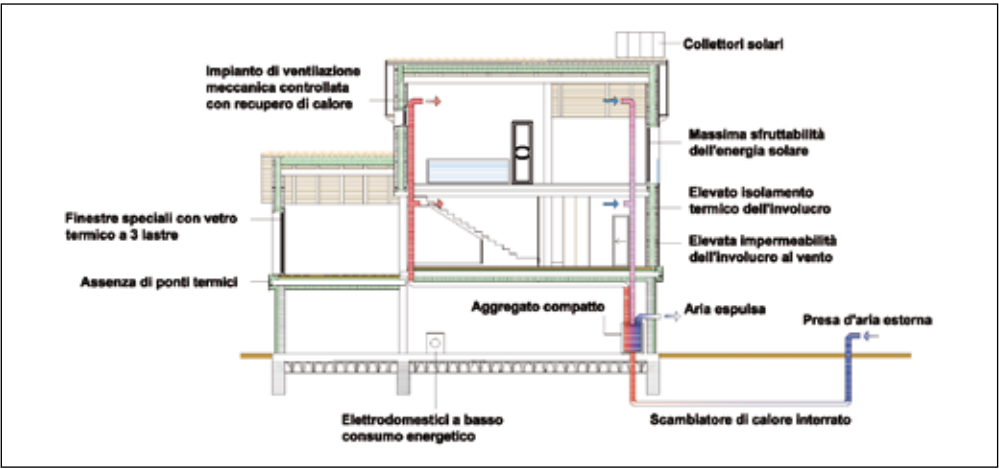 Collettori solari
Impianto di ventilazione
meccanica controllata
con recupero di calore
Massima sfruttabilità
dell'energia solare
Elevato isolamento
termico dell'involucro
Finestre speciali con vetro
termico a 3 lastre
Elevata impermeabilità
dell'involucro al vento
Assenza di ponti termici
Aggregato compatto
Aria espulsa
Presa d'aria esterna
Elettrodomestici a basso
consumo energetico
Scambiatore di calore interrato